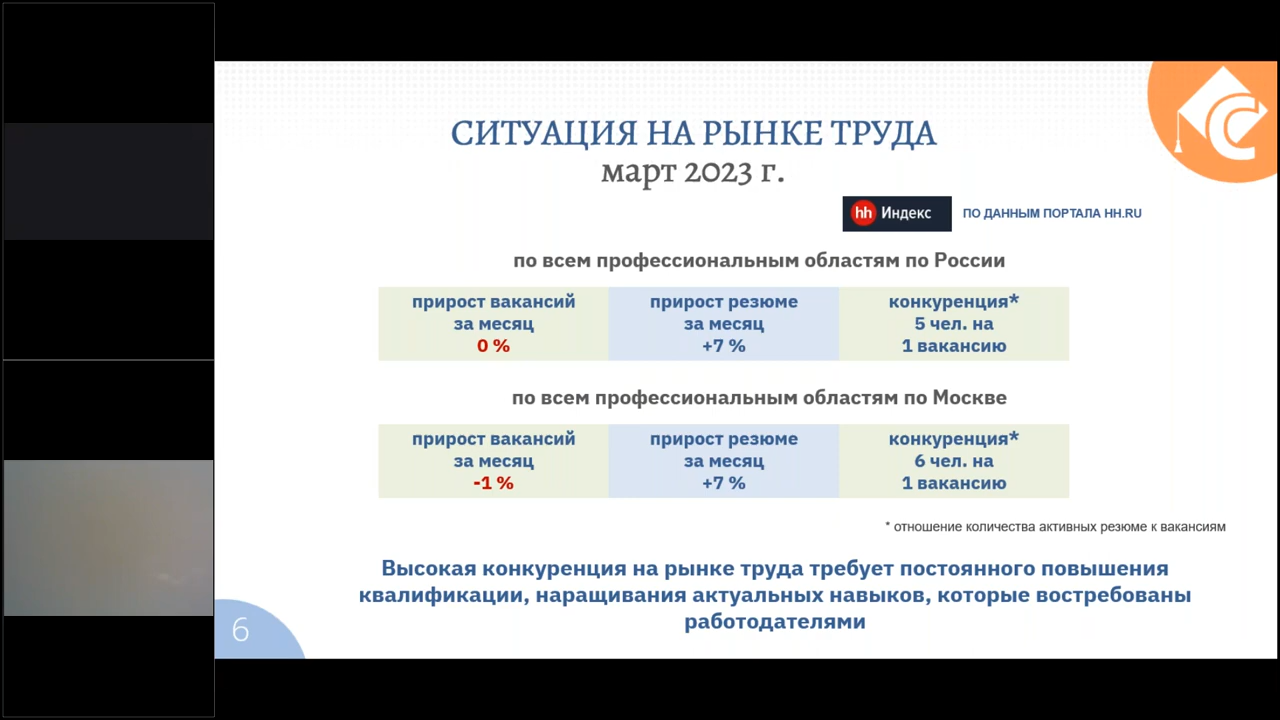 СИТУАЦИЯ НА РЫНКЕ ТРУДА
март 2023 г.
hh Индекс ПО ДАННЫМ ПОРТАЛА HH.RU
по всем профессиональным областям по России
прирост вакансий
за месяц
0 %
прирост резюме
за месяц
+7 %
конкуренция*
5 чел. на
1 вакансию
по всем профессиональным областям по Москве
прирост вакансий
за месяц
-1 %
прирост резюме
за месяц
+7 %
конкуренция*
6 чел. на
1 вакансию
* отношение количества активных резюме к вакансиям
Высокая конкуренция на рынке труда требует постоянного повышения
квалификации, наращивания актуальных навыков, которые востребованы
работодателями
6